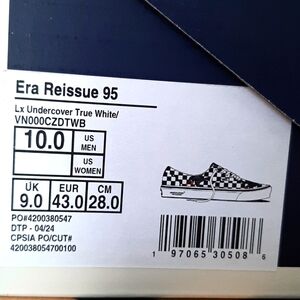 Era Reissue 95
Lx Undercover True White/
VN000CZDTWB
10.0 US MEN
US WOMEN
UK EUR CM
9.0 43.0 28.0
PO#4200380547
DTP - 04/24
CPSIA PO/CUT#
420038054700100
1 97065 30508 6